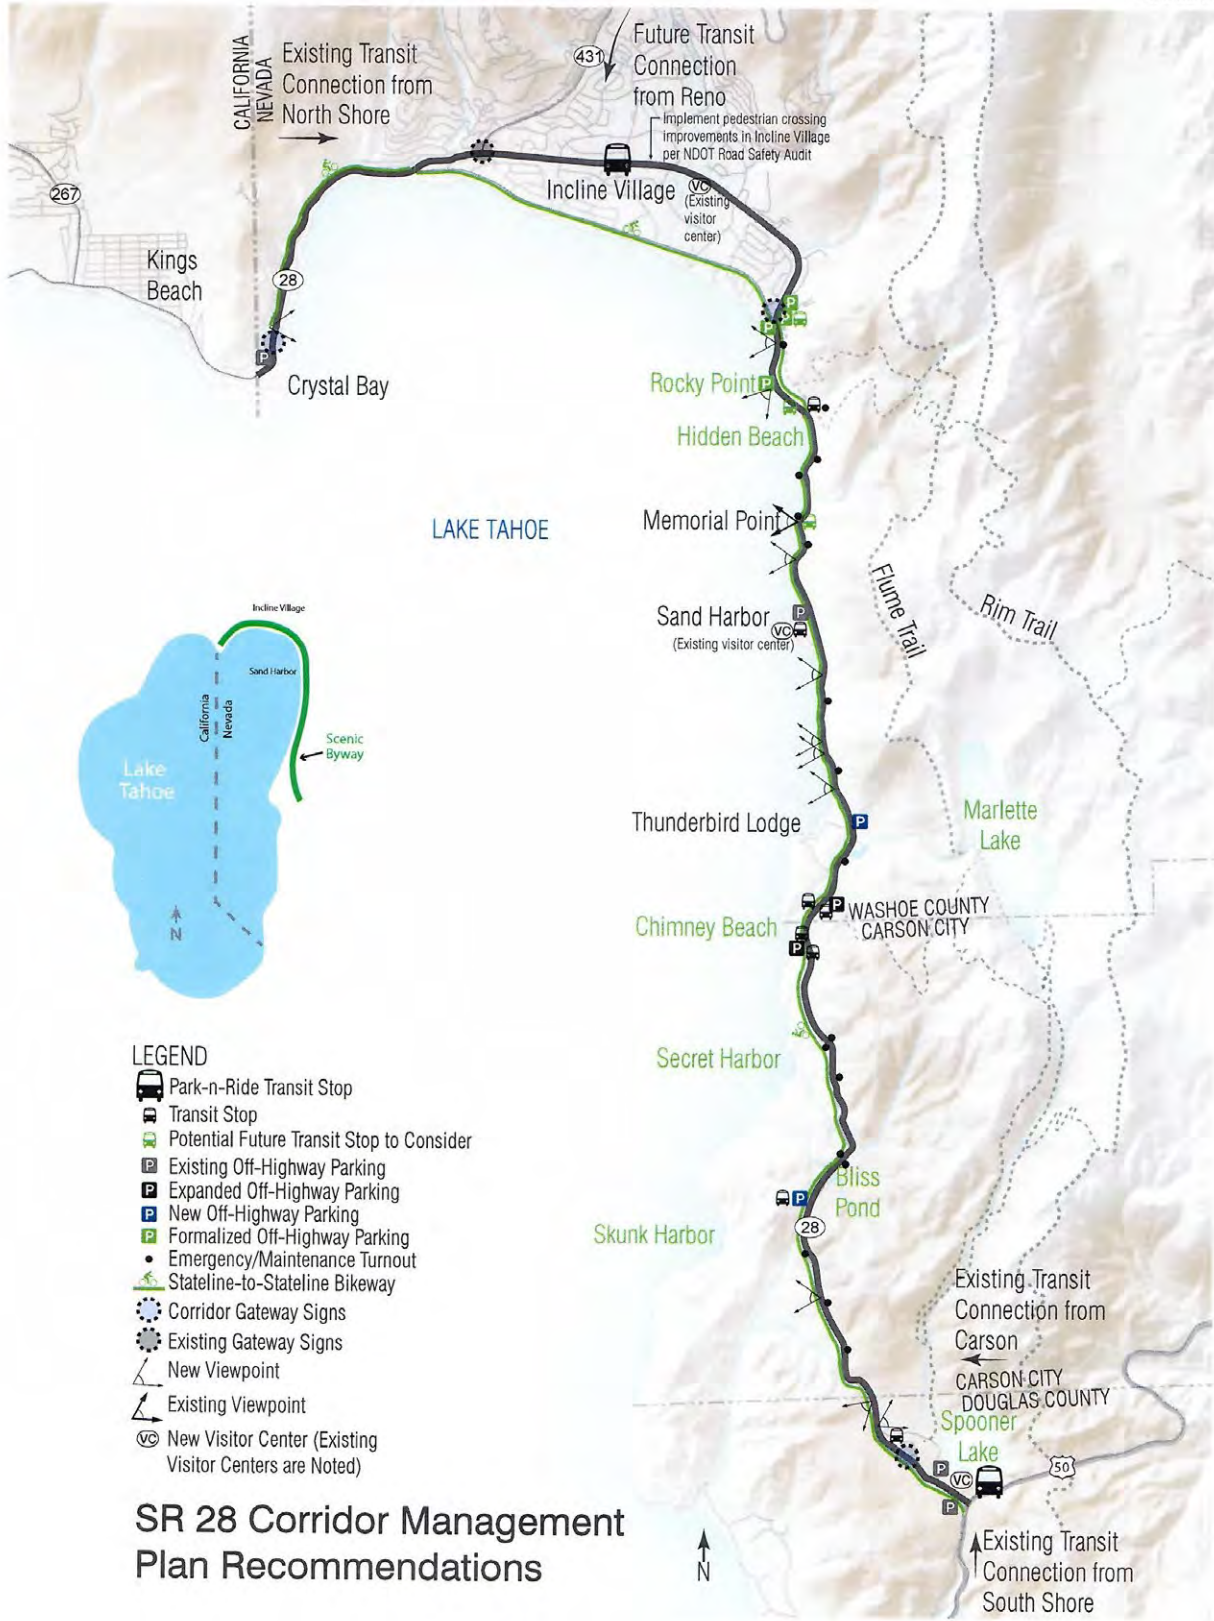 CALIFORNIA
NEVADA
Existing Transit
Connection from
North Shore
431
Future Transit
Connection
from Reno
Implement pedestrian crossing
improvements in Incline Village
per NDOT Road Safety Audit
267
Incline Village
VC
(Existing
visitor
center)
Kings
Beach
28
P
Crystal Bay
P
P
P
Rocky Point
P
Hidden Beach
LAKE TAHOE
Memorial Point
Flume Trail
Rim Trail
Sand Harbor
P
VC
(Existing visitor center)
Incline Village
Sand Harbor
California
Nevada
Scenic
Byway
Lake
Tahoe
N
Thunderbird Lodge
P
Marlette
Lake
P
WASHOE COUNTY
CARSON CITY
Chimney Beach
P
Secret Harbor
Bliss
Pond
P
28
Skunk Harbor
LEGEND
Park-n-Ride Transit Stop
Transit Stop
Potential Future Transit Stop to Consider
P Existing Off-Highway Parking
P Expanded Off-Highway Parking
P New Off-Highway Parking
P Formalized Off-Highway Parking
Emergency/Maintenance Turnout
Stateline-to-Stateline Bikeway
Corridor Gateway Signs
Existing Gateway Signs
New Viewpoint
Existing Viewpoint
VC New Visitor Center (Existing
Visitor Centers are Noted)
Existing Transit
Connection from
Carson
CARSON CITY
DOUGLAS COUNTY
Spooner
Lake
P
VC
50
P
SR 28 Corridor Management
Plan Recommendations
N
Existing Transit
Connection from
South Shore